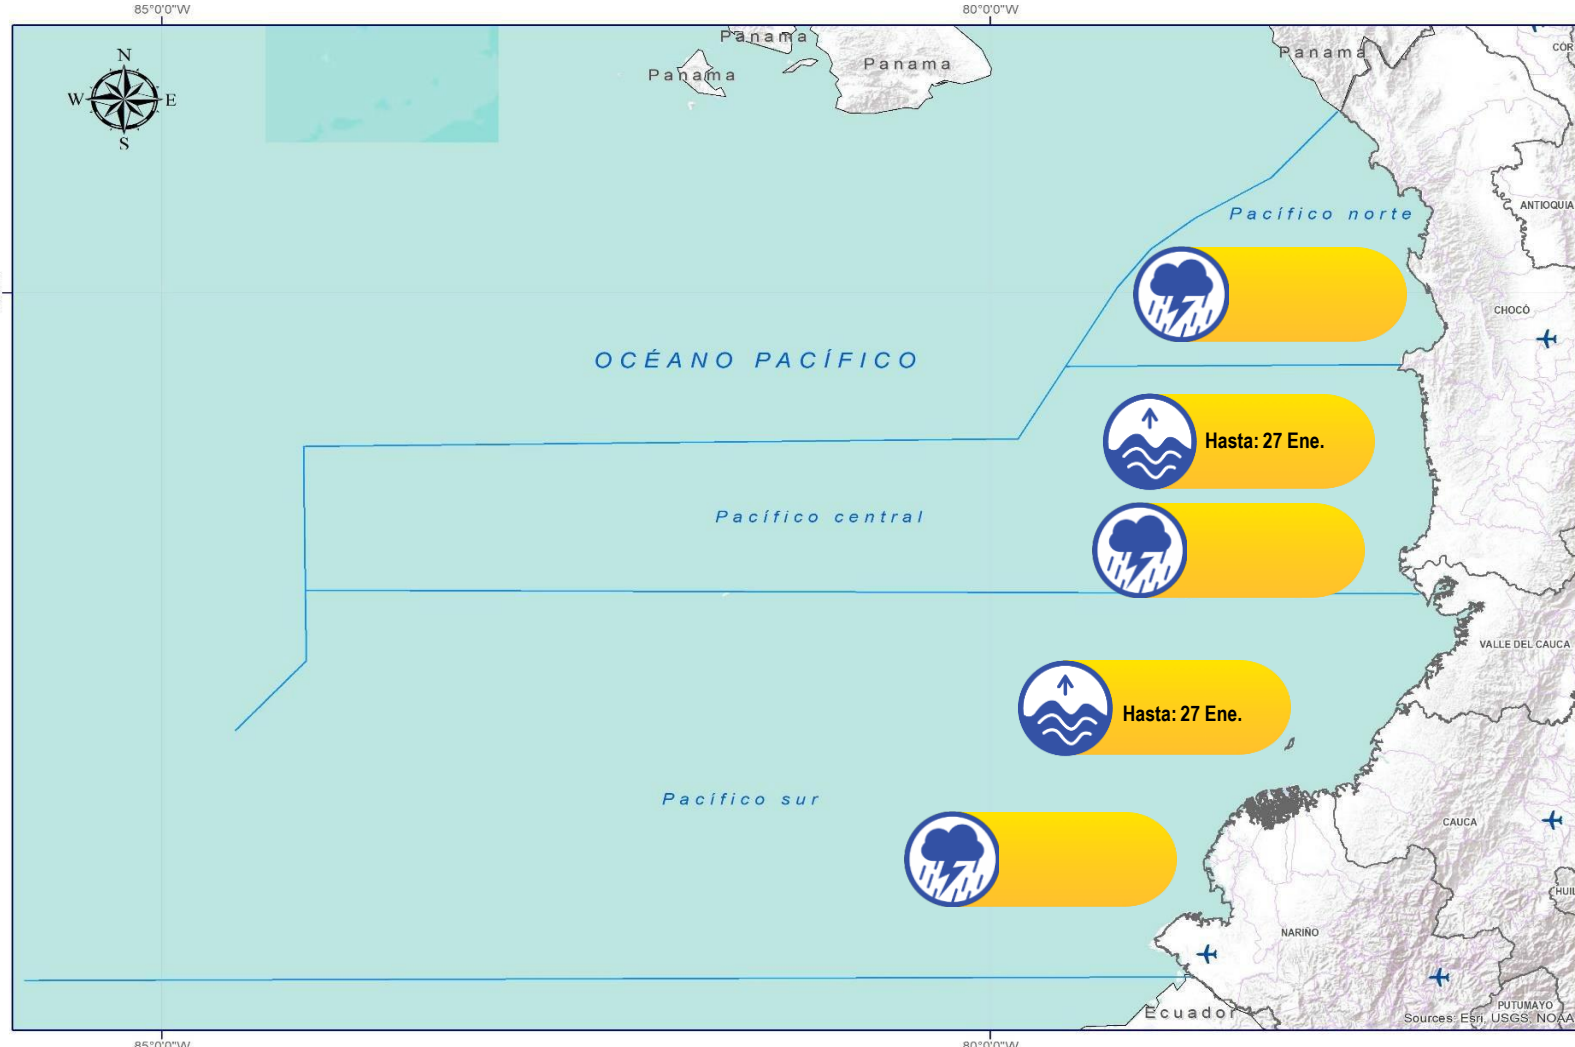 85°0'0"W
80°0'0"W
N
W
E
S
Panama
Panama
Panama
Panama
CÓR
ANTIOQUIA
Pacífico norte
CHOCÓ
OCÉANO PACÍFICO
Hasta: 27 Ene.
Pacífico central
VALLE DEL CAUCA
Hasta: 27 Ene.
Pacífico sur
CAUCA
HUIL
NARIÑO
PUTUMAYO
Ecuador
Sources: Esri, USGS, NOAA
85°0'0"W
80°0'0"W